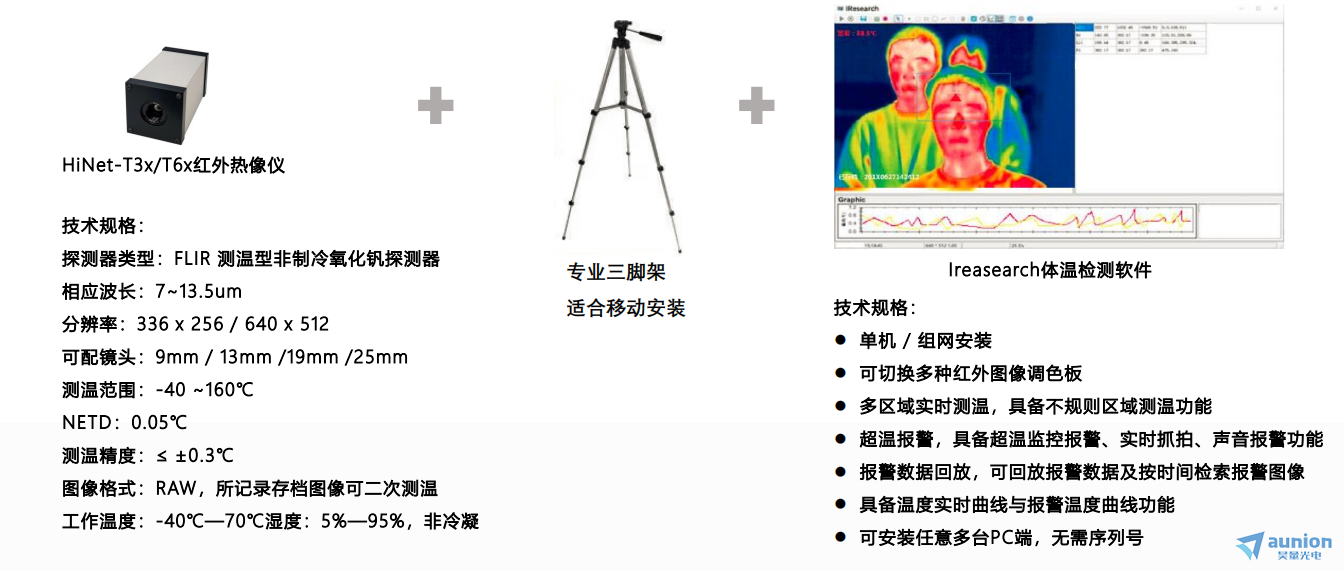 HiNet-T3x/T6x红外热像仪
技术规格：
探测器类型：FLIR 测温型非制冷氧化钒探测器
相应波长：7~13.5um
分辨率：336 x 256 / 640 x 512
可配镜头：9mm / 13mm /19mm /25mm
测温范围：-40 ~160℃
NETD：0.05℃
测温精度：≤ ±0.3℃
图像格式：RAW，所记录存档图像可二次测温
工作温度：-40℃—70℃湿度：5%—95%，非冷凝
专业三脚架
适合移动安装
IResearch
Graphic
Ireasearch体温检测软件
技术规格：
● 单机 / 组网安装
● 可切换多种红外图像调色板
● 多区域实时测温，具备不规则区域测温功能
● 超温报警，具备超温监控报警、实时抓拍、声音报警功能
● 报警数据回放，可回放报警数据及按时间检索报警图像
● 具备温度实时曲线与报警温度曲线功能
● 可安装任意多台PC端，无需序列号
aunion
昊量光电